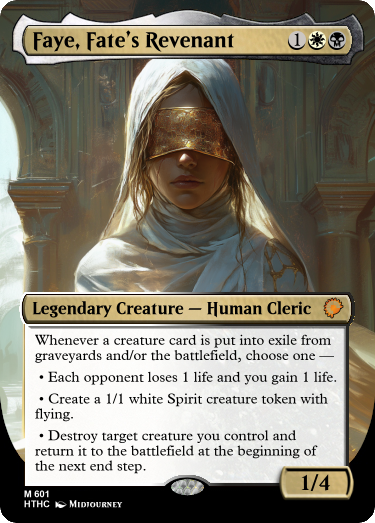 Faye, Fate's Revenant 1
Legendary Creature — Human Cleric
Whenever a creature card is put into exile from
graveyards and/or the battlefield, choose one —
• Each opponent loses 1 life and you gain 1 life.
• Create a 1/1 white Spirit creature token with
flying.
• Destroy target creature you control and
return it to the battlefield at the beginning of
the next end step.
1/4
M 601
HTHC MIDJOURNEY